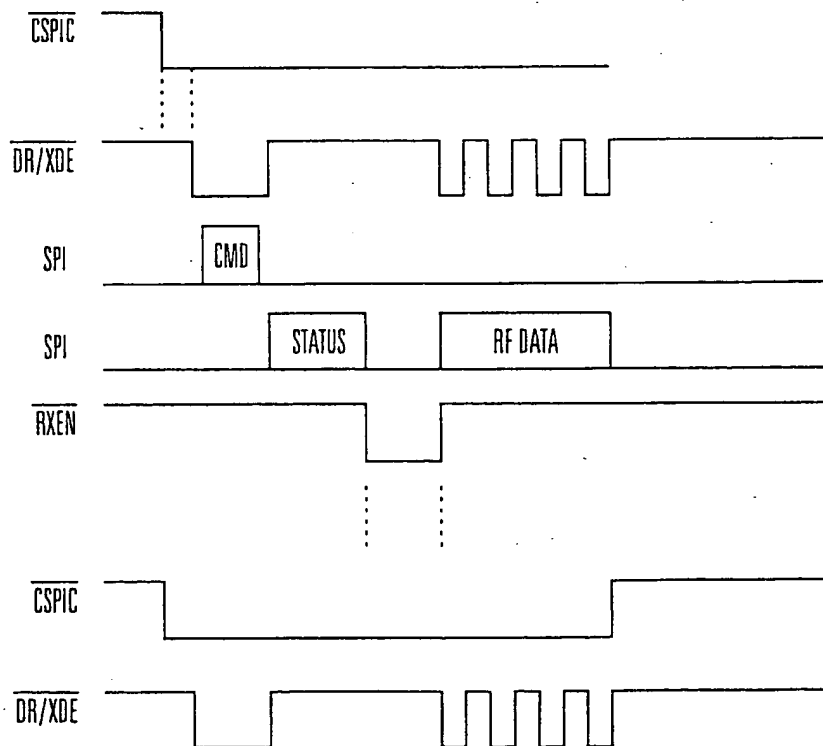 CSPIC
DR/XDE
SPI
CMD
SPI
STATUS
RF DATA
RXEN
CSPIC
DR/XDE